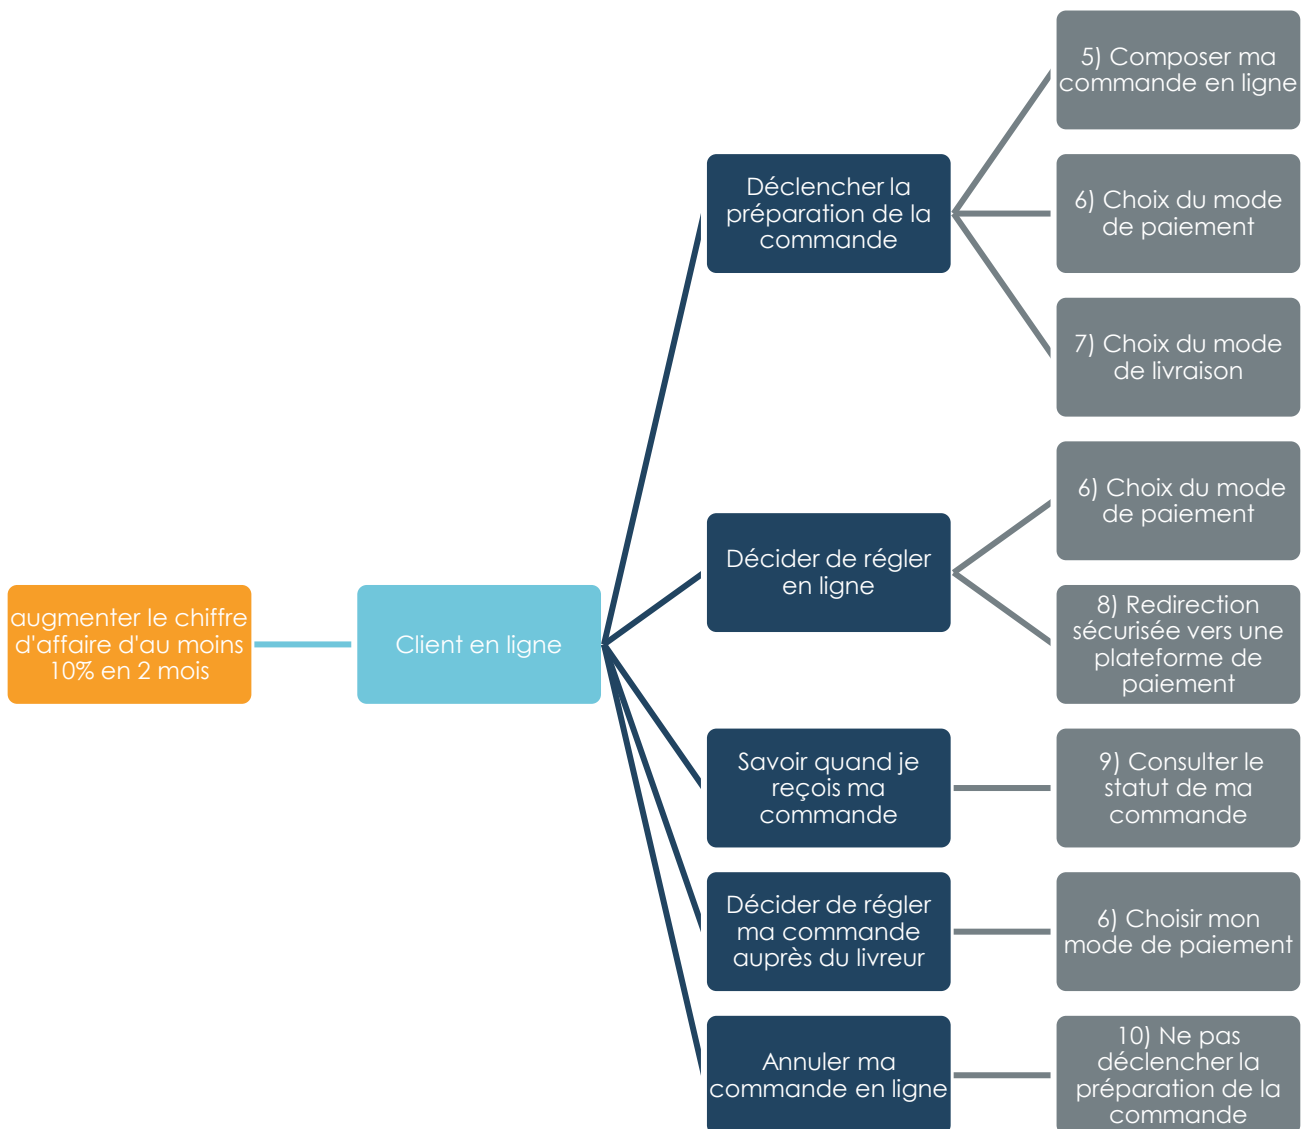 augmenter le chiffre
d'affaire d'au moins
10% en 2 mois
Client en ligne
Déclencher la
préparation de la
commande
5) Composer ma
commande en ligne
6) Choix du mode
de paiement
7) Choix du mode
de livraison
Décider de régler
en ligne
6) Choix du mode
de paiement
8) Redirection
sécurisée vers une
plateforme de
paiement
Savoir quand je
reçois ma
commande
9) Consulter le
statut de ma
commande
Décider de régler
ma commande
auprès du livreur
6) Choisir mon
mode de paiement
Annuler ma
commande en ligne
10) Ne pas
déclencher la
préparation de la
commande